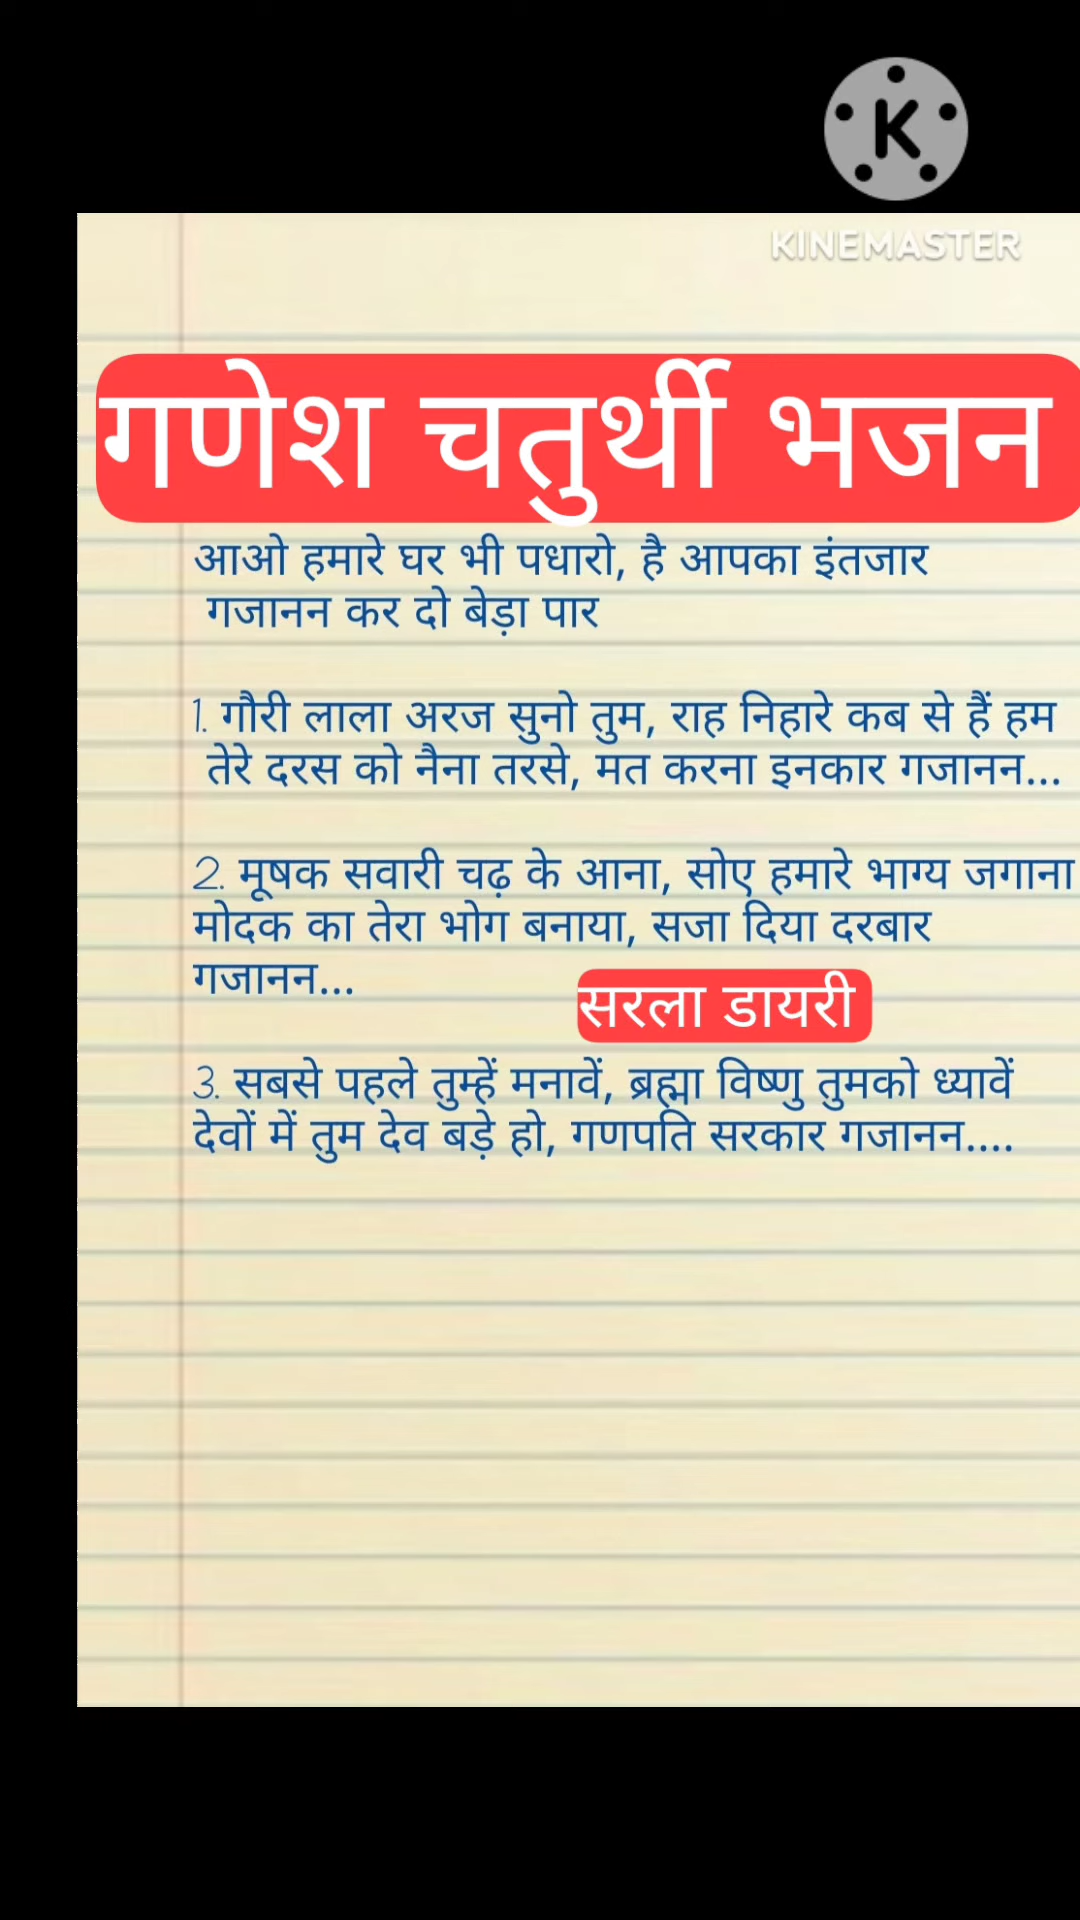 K
KINEMASTER
गणेश चतुर्थी भजन
आओ हमारे घर भी पधारो, है आपका इंतजार
गजानन कर दो बेड़ा पार
1. गौरी लाला अरज सुनो तुम, राह निहारे कब से हैं हम
तेरे दरस को नैना तरसे, मत करना इनकार गजानन...
2. मूषक सवारी चढ़ के आना, सोए हमारे भाग्य जगाना
मोदक का तेरा भोग बनाया, सजा दिया दरबार
गजानन...
सरला डायरी
3. सबसे पहले तुम्हें मनावें, ब्रह्मा विष्णु तुमको ध्यावें
देवों में तुम देव बड़े हो, गणपति सरकार गजानन....